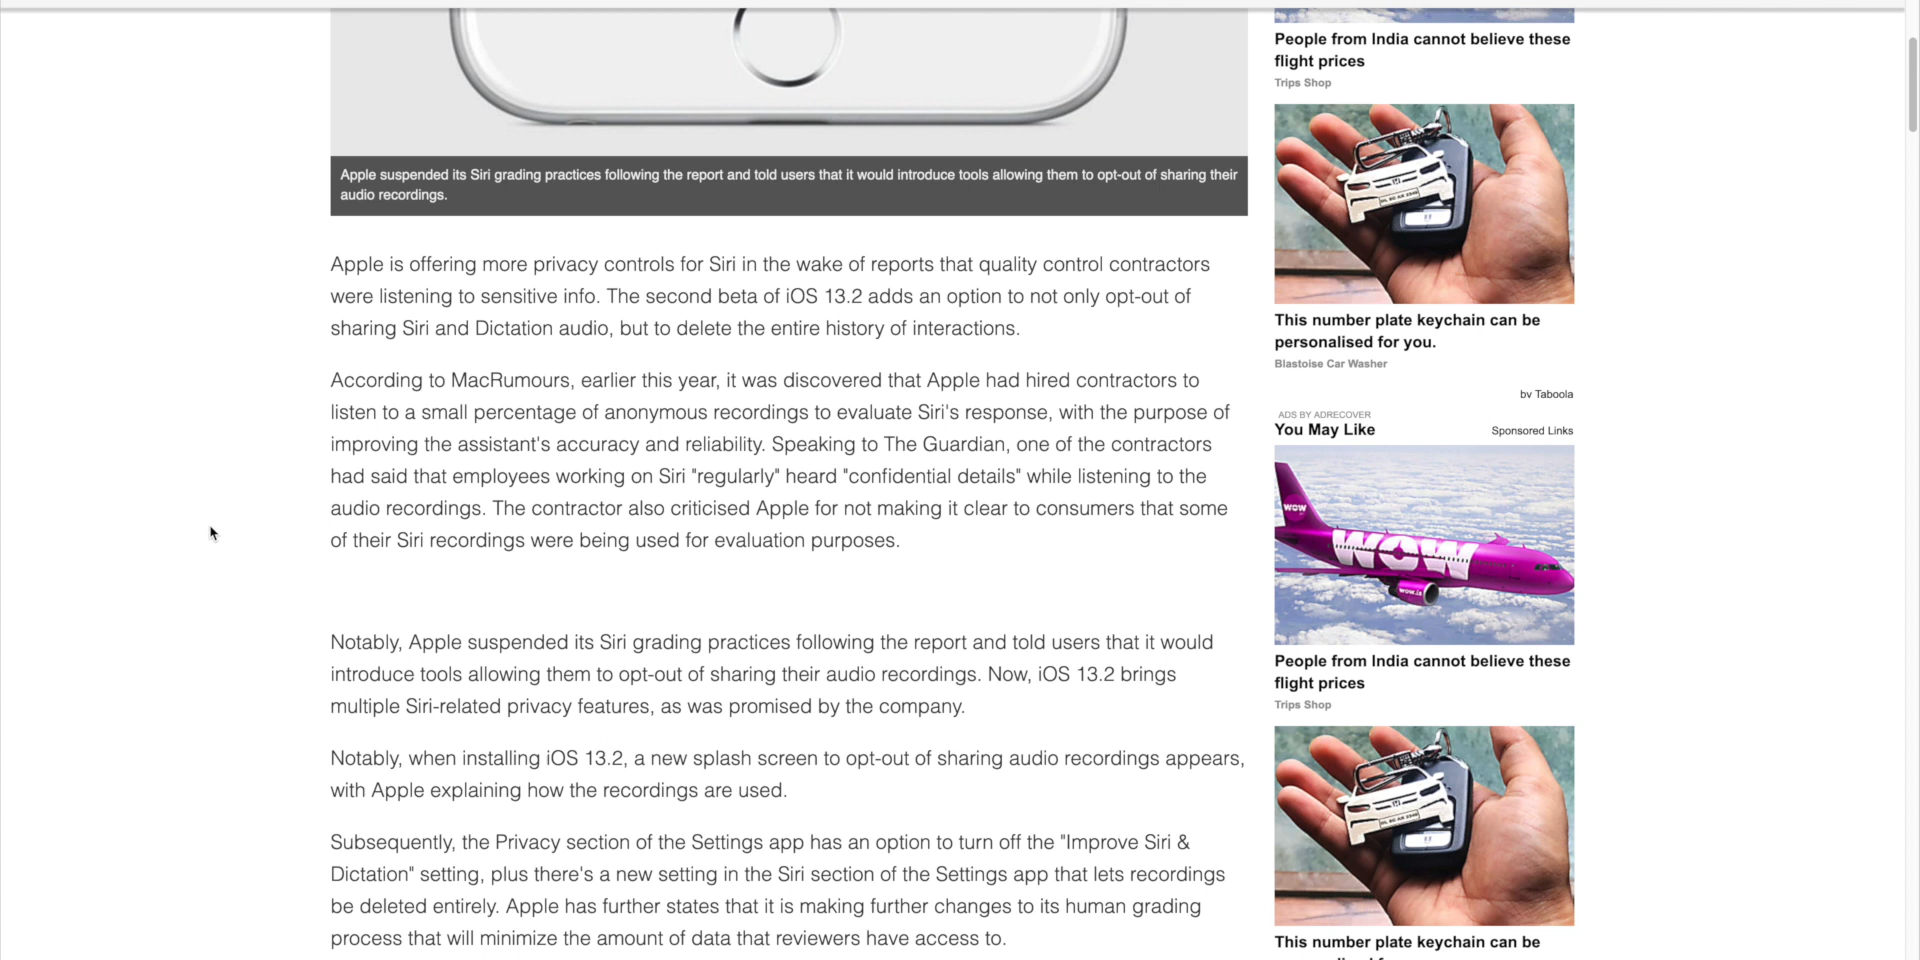 Apple suspended its Siri grading practices following the report and told users that it would introduce tools allowing them to opt-out of sharing their
audio recordings.
Apple is offering more privacy controls for Siri in the wake of reports that quality control contractors
were listening to sensitive info. The second beta of iOS 13.2 adds an option to not only opt-out of
sharing Siri and Dictation audio, but to delete the entire history of interactions.
According to MacRumours, earlier this year, it was discovered that Apple had hired contractors to
listen to a small percentage of anonymous recordings to evaluate Siri's response, with the purpose of
improving the assistant's accuracy and reliability. Speaking to The Guardian, one of the contractors
had said that employees working on Siri "regularly" heard "confidential details" while listening to the
audio recordings. The contractor also criticised Apple for not making it clear to consumers that some
of their Siri recordings were being used for evaluation purposes.
Notably, Apple suspended its Siri grading practices following the report and told users that it would
introduce tools allowing them to opt-out of sharing their audio recordings. Now, iOS 13.2 brings
multiple Siri-related privacy features, as was promised by the company.
Notably, when installing iOS 13.2, a new splash screen to opt-out of sharing audio recordings appears,
with Apple explaining how the recordings are used.
Subsequently, the Privacy section of the Settings app has an option to turn off the "Improve Siri &
Dictation" setting, plus there's a new setting in the Siri section of the Settings app that lets recordings
be deleted entirely. Apple has further states that it is making further changes to its human grading
process that will minimize the amount of data that reviewers have access to.
People from India cannot believe these
flight prices
Trips Shop
This number plate keychain can be
personalised for you.
Blastoise Car Washer
by Taboola
ADS BY ADRECOVER
You May Like
Sponsored Links
wow
WOW
wow.is
People from India cannot believe these
flight prices
Trips Shop
This number plate keychain can be